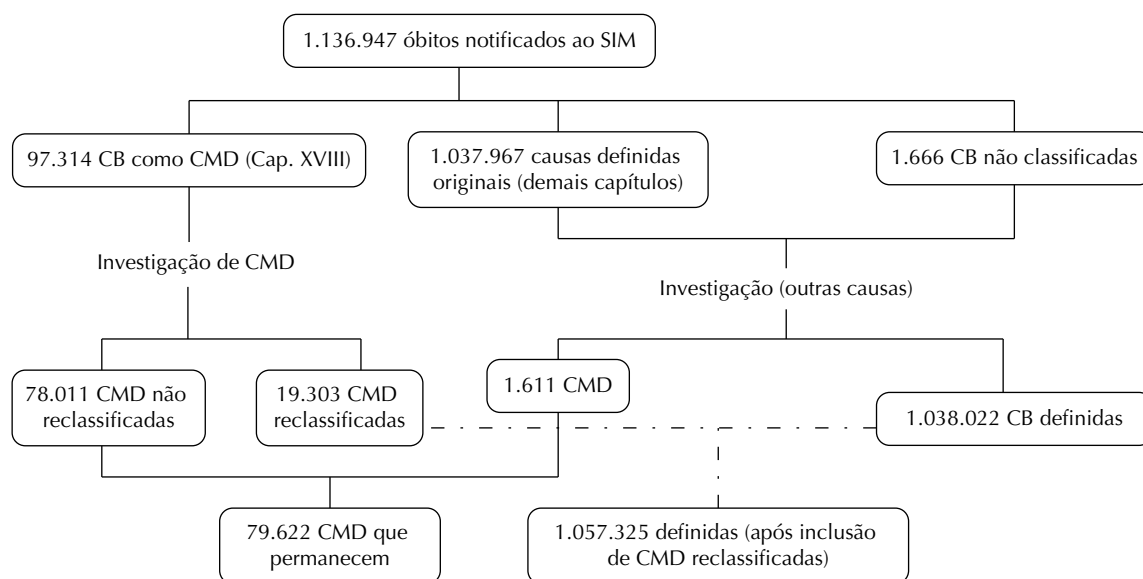 1.136.947 óbitos notificados ao SIM
97.314 CB como CMD (Cap. XVIII)
1.037.967 causas definidas
originais (demais capítulos)
1.666 CB não classificadas
Investigação de CMD
Investigação (outras causas)
78.011 CMD não
reclassificadas
19.303 CMD
reclassificadas
1.611 CMD
1.038.022 CB definidas
79.622 CMD que
permanecem
1.057.325 definidas (após inclusão
de CMD reclassificadas)